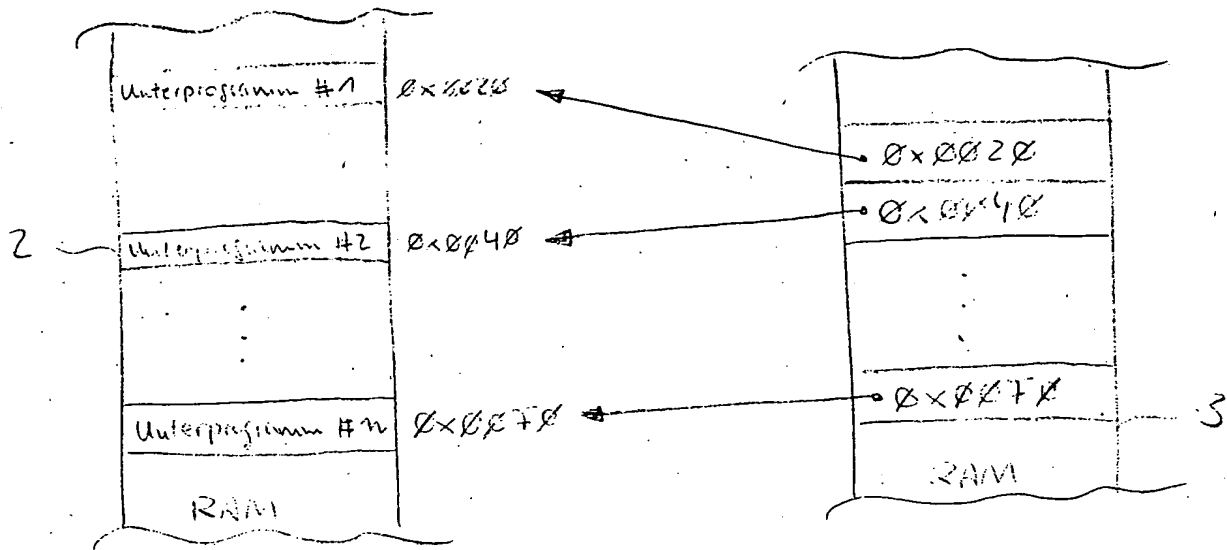 Unterprogramm #1
0x0020
0x0020
0x0040
2
Unterprogramm #2
0x0040
0x0070
Unterprogramm #n
0x0070
3
RAM
RAM